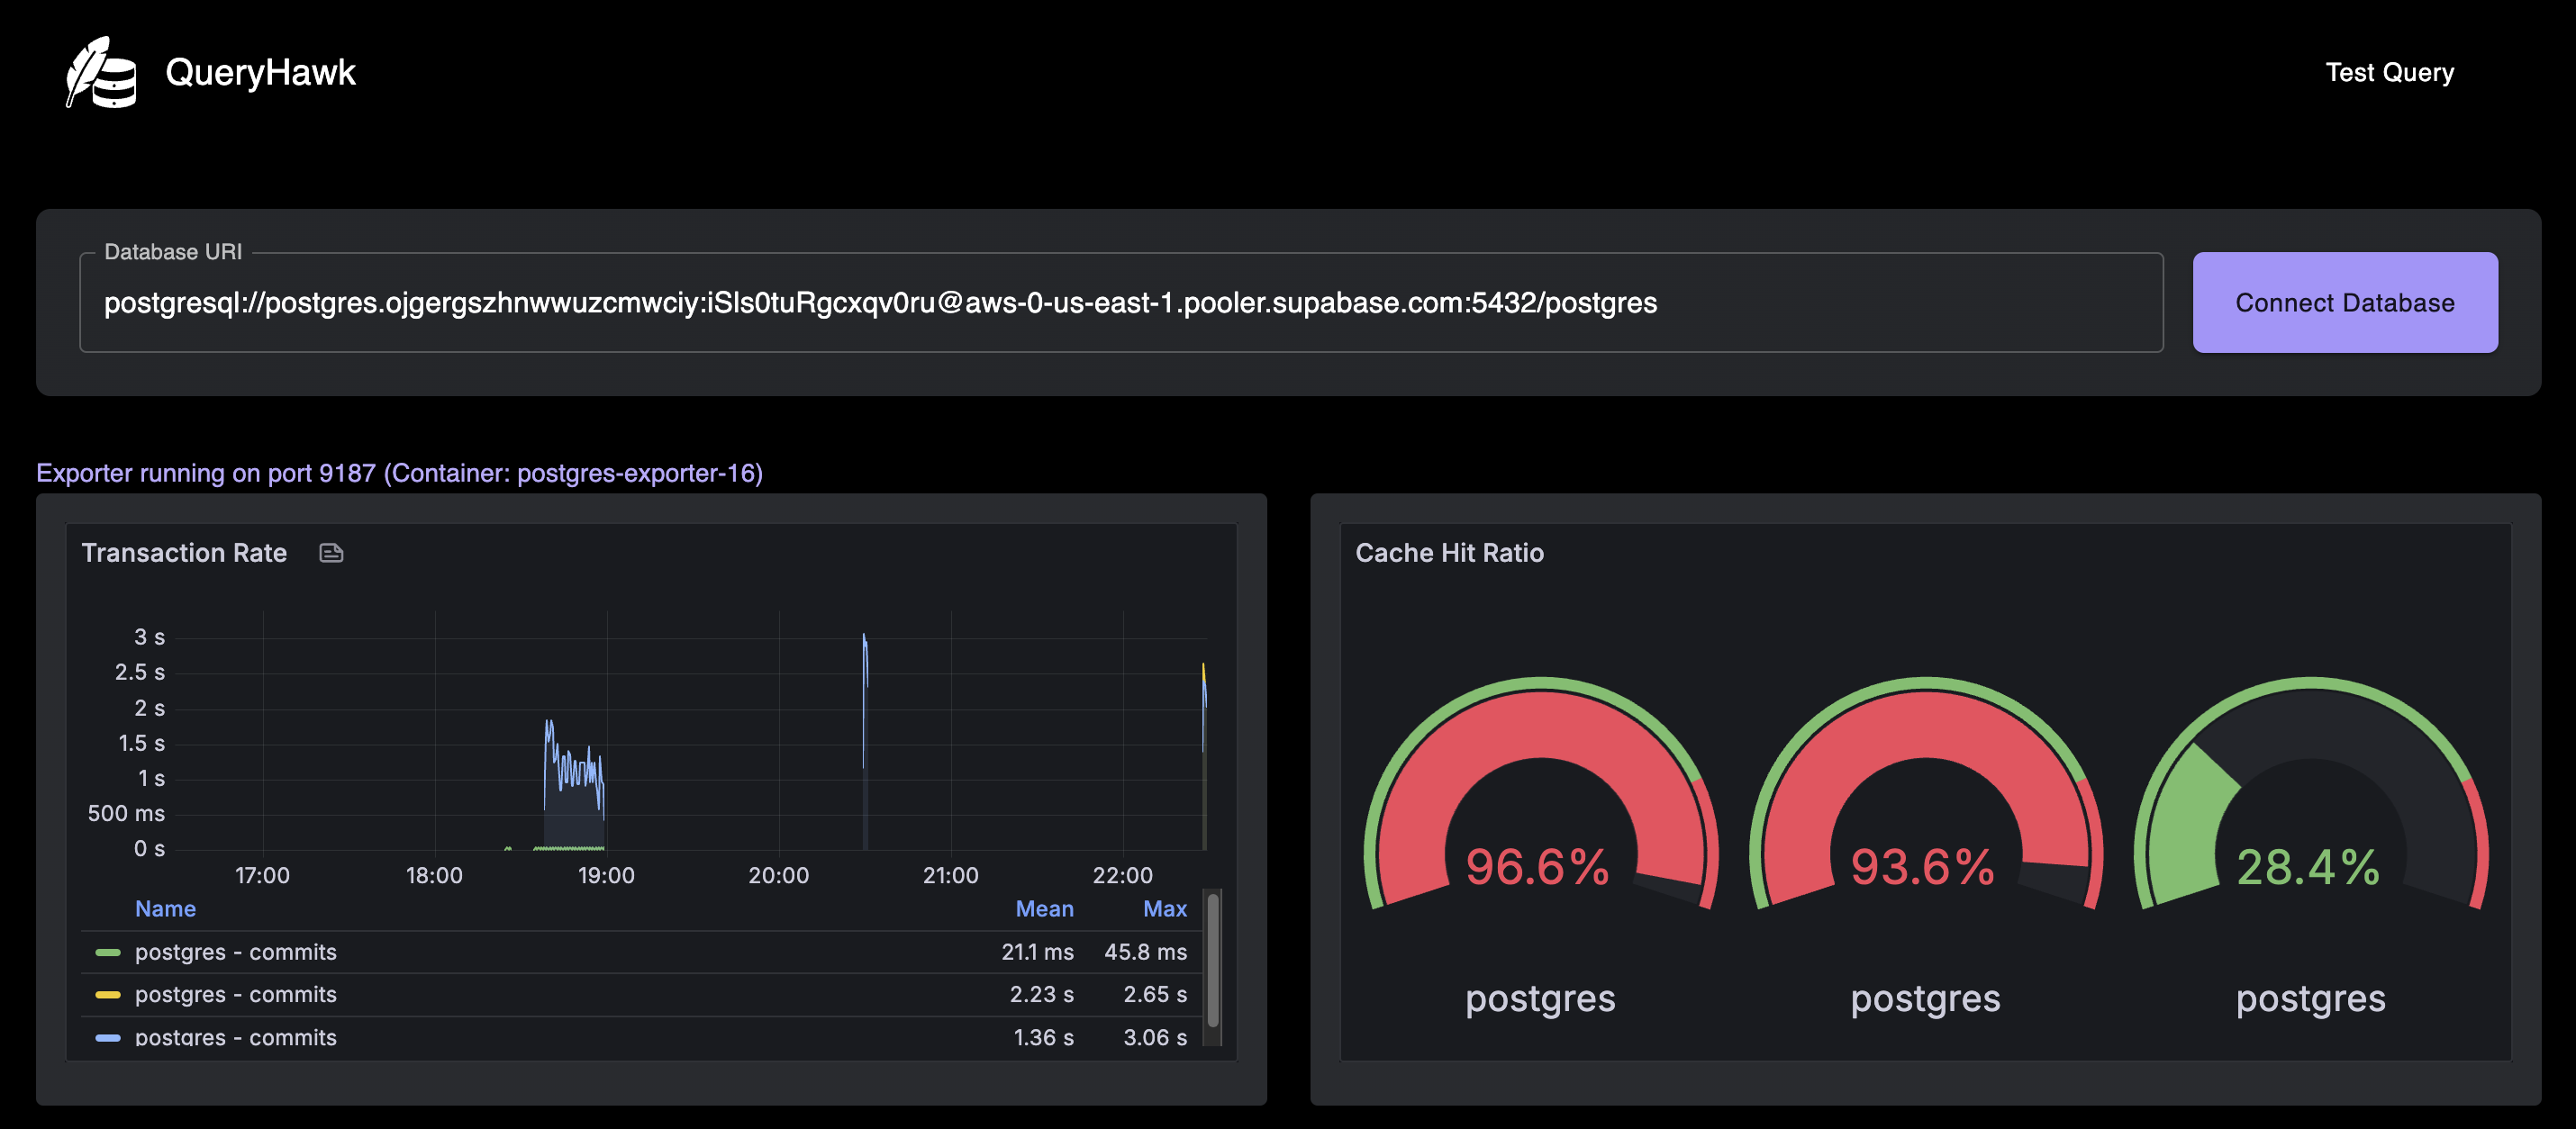 QueryHawk
Test Query
Database URI
postgresql://postgres.ojgergszhnwwuzcmwciy:iSls0tuRgcxqv0ru@aws-0-us-east-1.pooler.supabase.com:5432/postgres
Connect Database
Exporter running on port 9187 (Container: postgres-exporter-16)
Transaction Rate
3 s
2.5 s
2 s
1.5 s
1 s
500 ms
0 s
17:00 18:00 19:00 20:00 21:00 22:00
Name Mean Max
postgres - commits 21.1 ms 45.8 ms
postgres - commits 2.23 s 2.65 s
postgres - commits 1.36 s 3.06 s
Cache Hit Ratio
96.6% 93.6% 28.4%
postgres postgres postgres